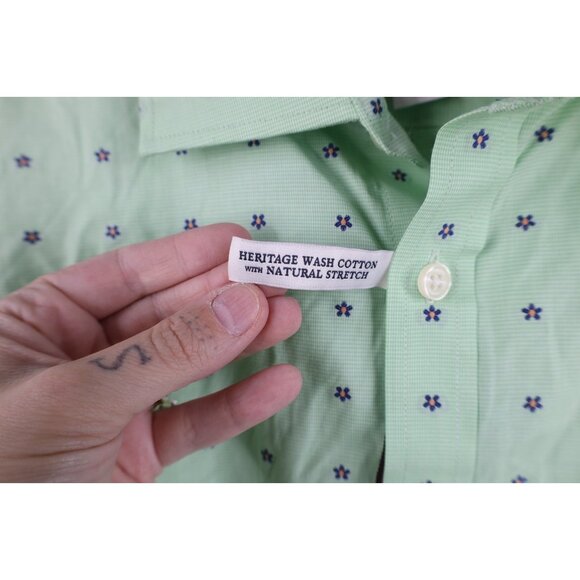 HERITAGE WASH COTTON
WITH NATURAL STRETCH
S